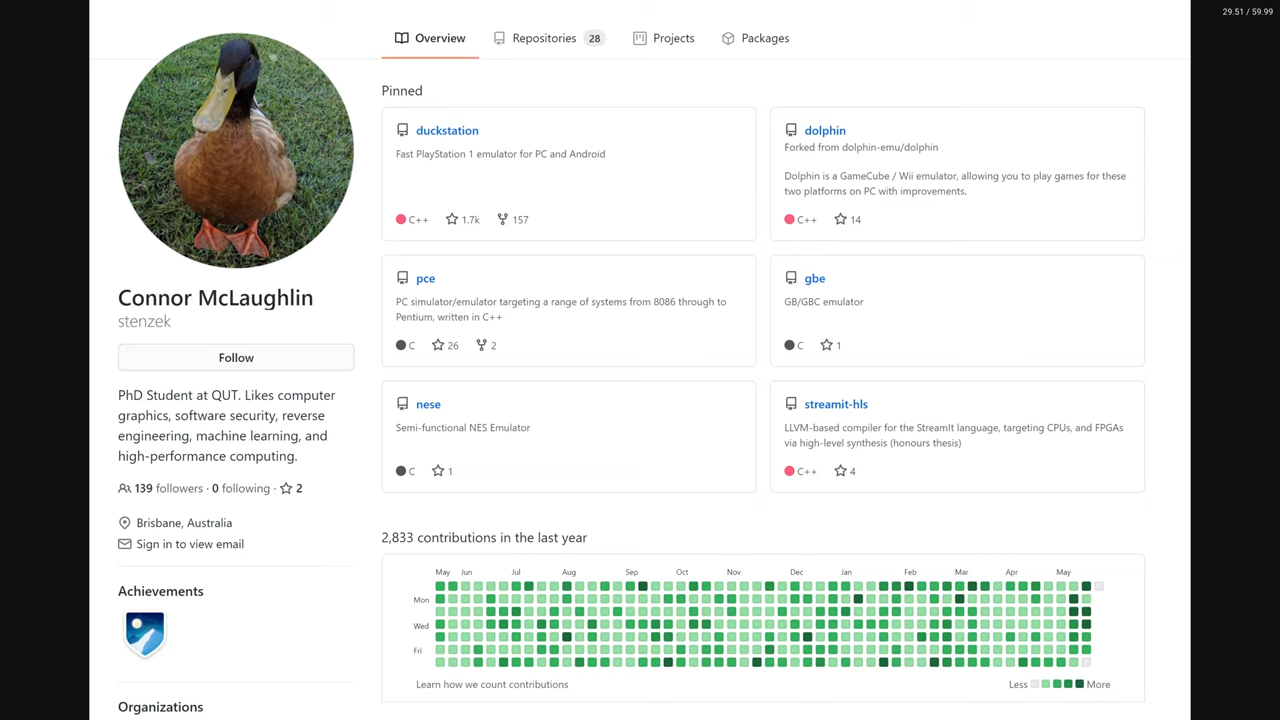 29.51 / 59.99
Overview
Repositories 28
Projects
Packages
Connor McLaughlin
stenzek
Follow
PhD Student at QUT. Likes computer
graphics, software security, reverse
engineering, machine learning, and
high-performance computing.
139 followers · 0 following · 2
Brisbane, Australia
Sign in to view email
Achievements
Organizations
Pinned
duckstation
Fast PlayStation 1 emulator for PC and Android
C++ 1.7k 157
dolphin
Forked from dolphin-emu/dolphin
Dolphin is a GameCube / Wii emulator, allowing you to play games for these
two platforms on PC with improvements.
C++ 14
pce
PC simulator/emulator targeting a range of systems from 8086 through to
Pentium, written in C++
C 26 2
gbe
GB/GBC emulator
C 1
nese
Semi-functional NES Emulator
C 1
streamit-hls
LLVM-based compiler for the StreamIt language, targeting CPUs, and FPGAs
via high-level synthesis (honours thesis)
C++ 4
2,833 contributions in the last year
May Jun Jul Aug Sep Oct Nov Dec Jan Feb Mar Apr May
Mon
Wed
Fri
Learn how we count contributions
Less More